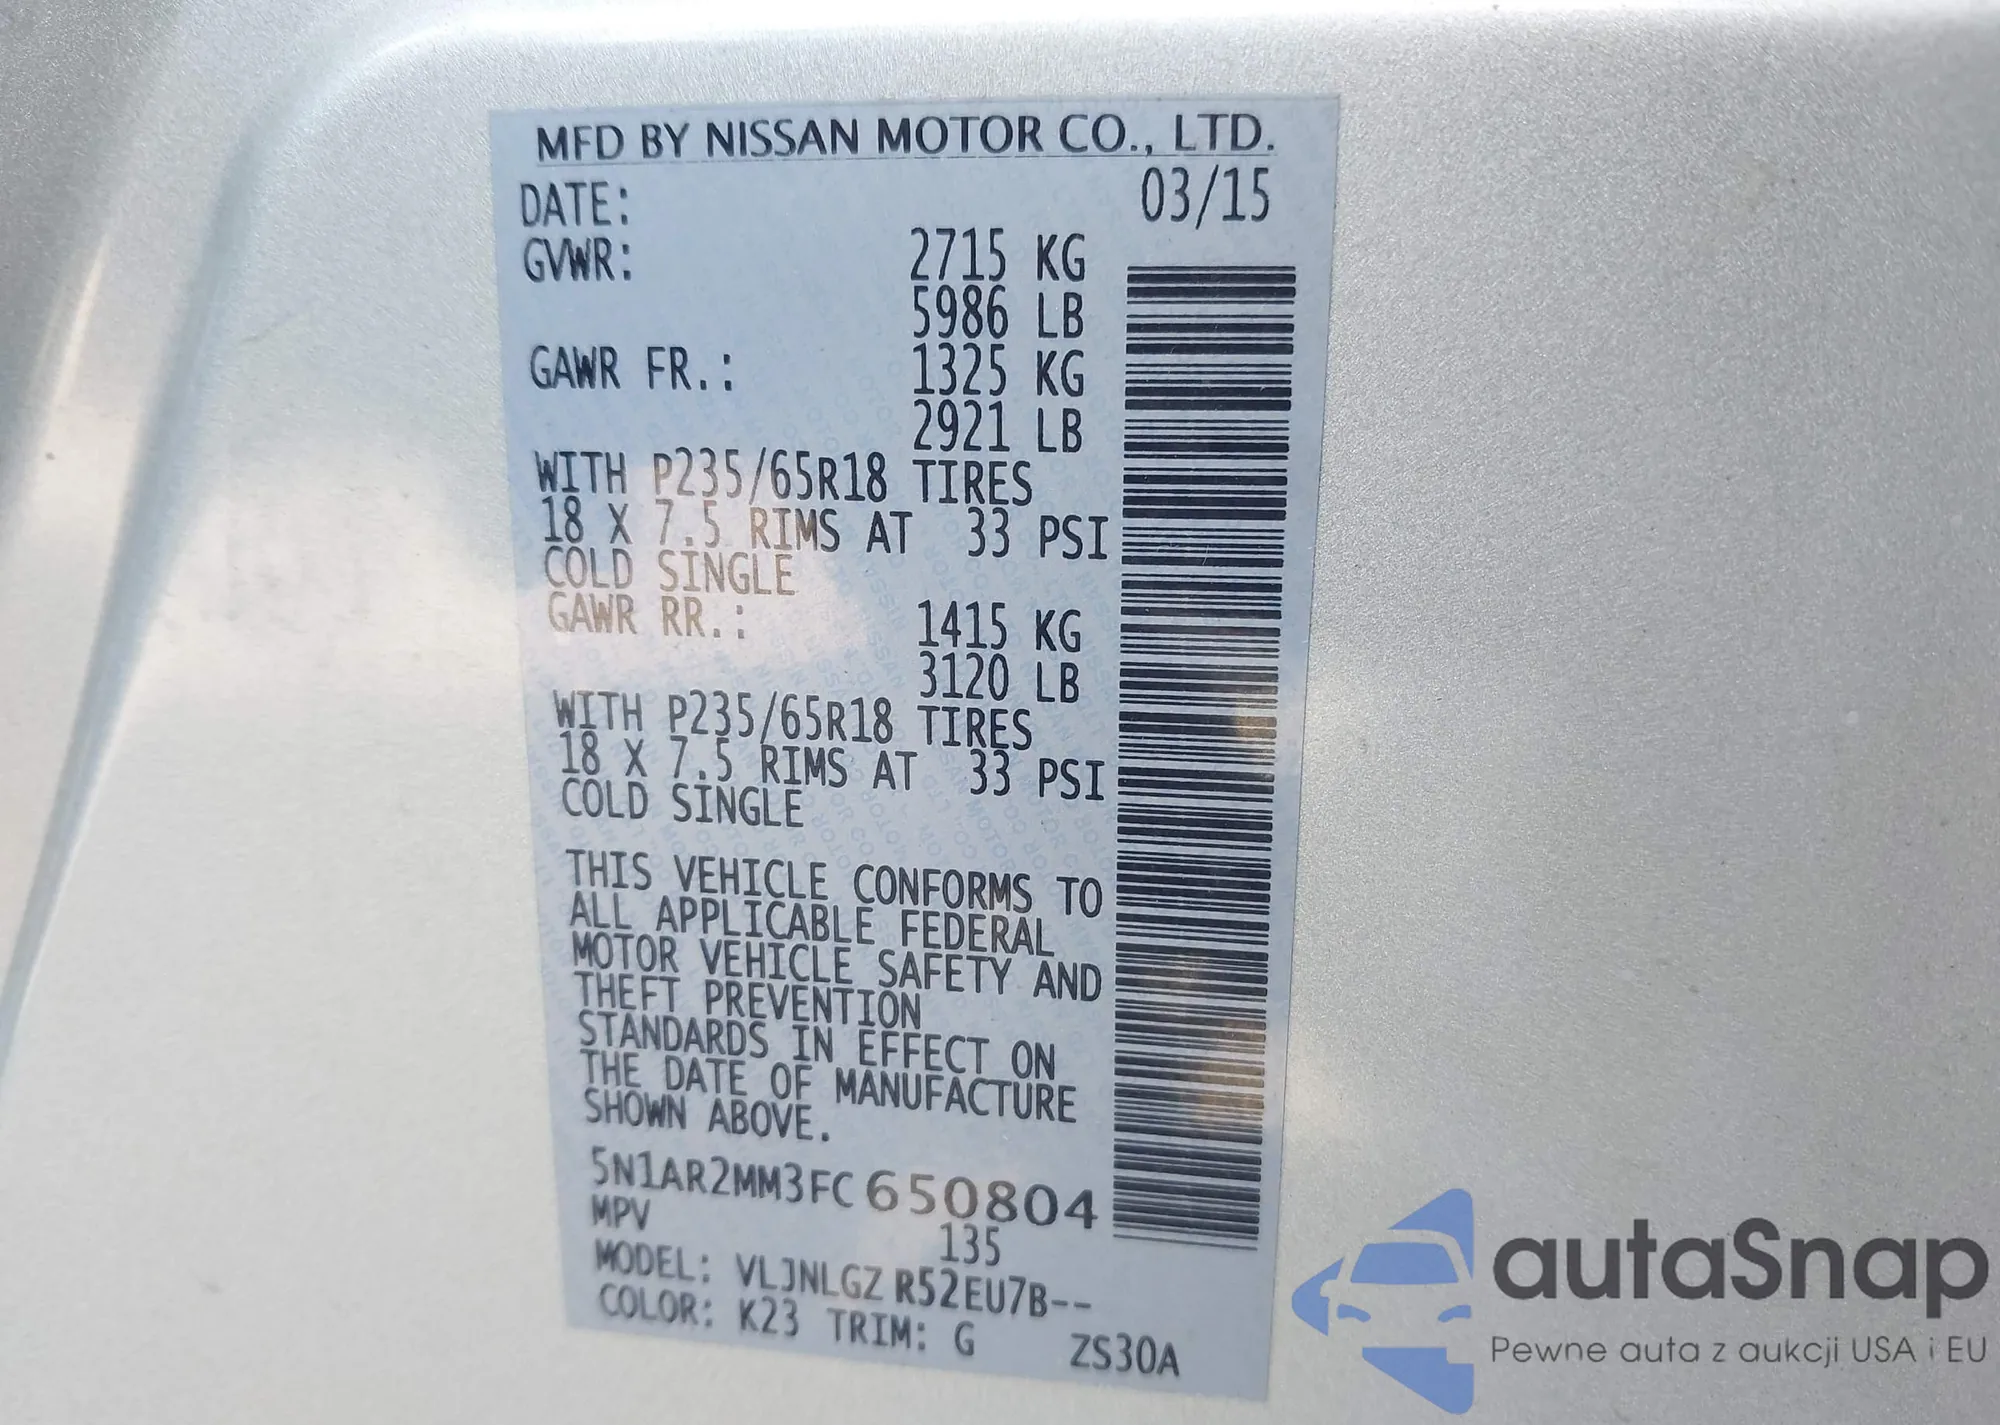 MFD BY NISSAN MOTOR CO., LTD.
DATE: 03/15
GVWR: 2715 KG
5986 LB
GAWR FR.: 1325 KG
2921 LB
WITH P235/65R18 TIRES
18 X 7.5 RIMS AT 33 PSI
COLD SINGLE
GAWR RR.: 1415 KG
3120 LB
WITH P235/65R18 TIRES
18 X 7.5 RIMS AT 33 PSI
COLD SINGLE
THIS VEHICLE CONFORMS TO
ALL APPLICABLE FEDERAL
MOTOR VEHICLE SAFETY AND
THEFT PREVENTION
STANDARDS IN EFFECT ON
THE DATE OF MANUFACTURE
SHOWN ABOVE.
5N1AR2MM3FC650804
MPV 135
MODEL: VLJNLGZ R52EU7B--
COLOR: K23 TRIM: G ZS30A
autaSnap
Pewne auta z aukcji USA i EU